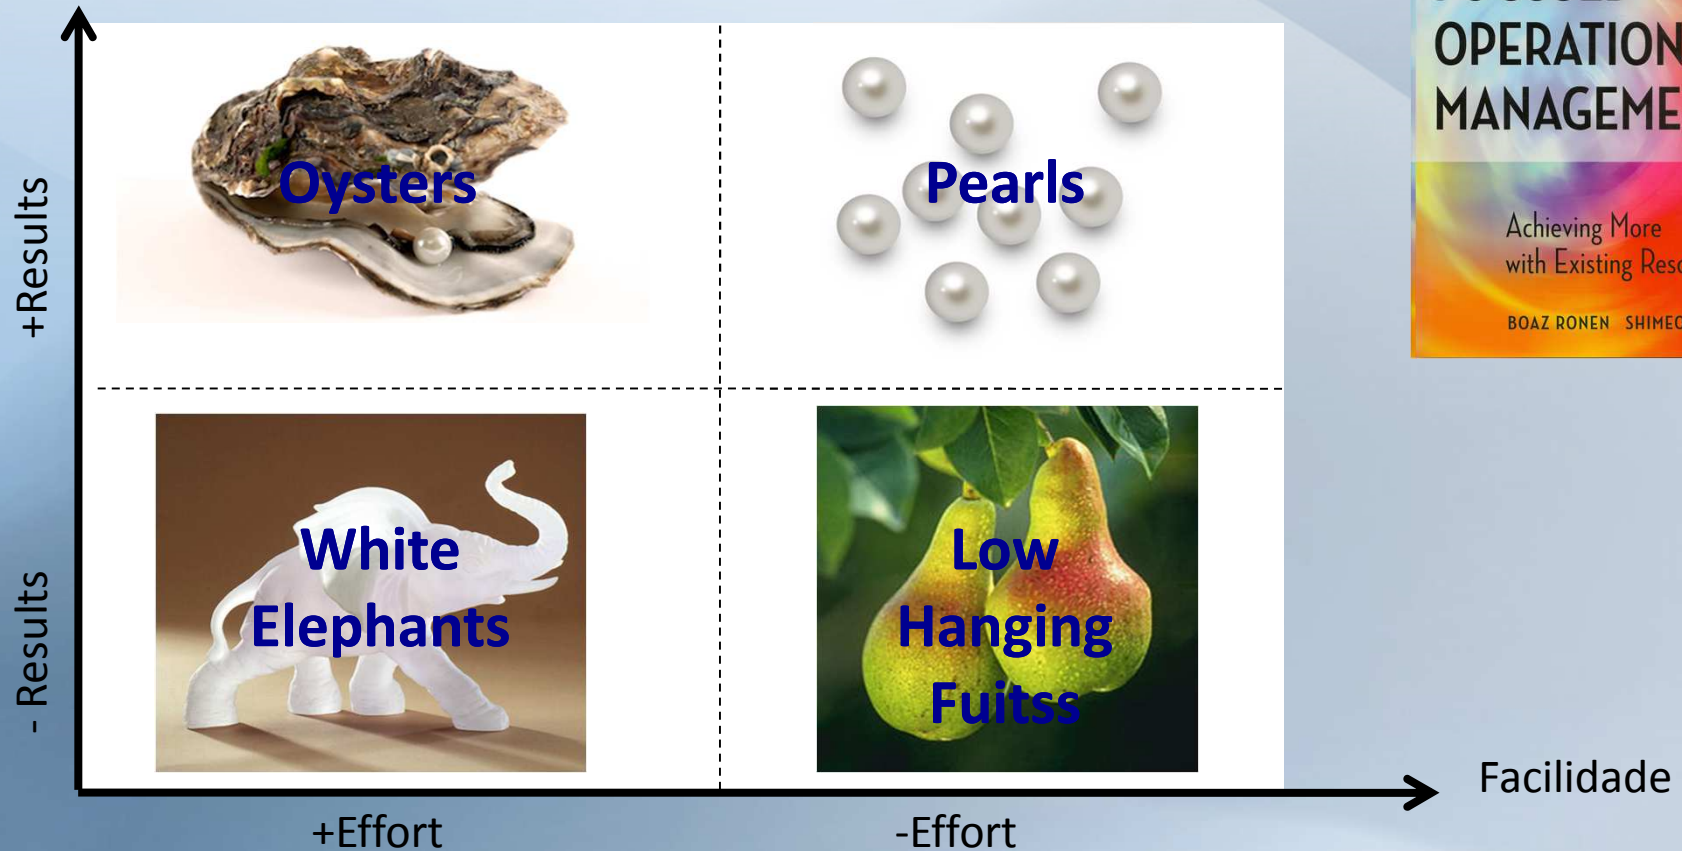 OPERATION
MANAGEME
Achieving More
with Existing Reso
BOAZ RONEN SHIMEO
+Results
Oysters
Pearls
- Results
White
Elephants
Low
Hanging
Fuitss
Facilidade
+Effort
-Effort